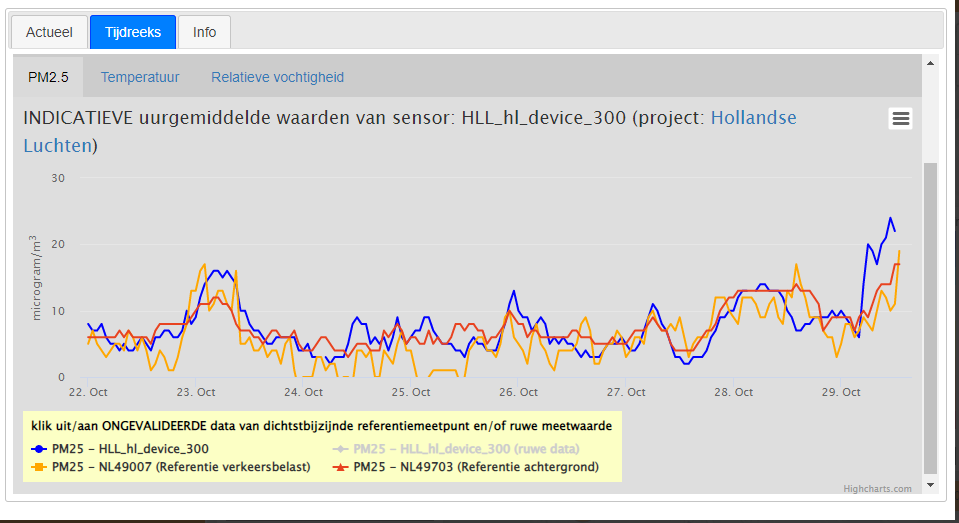 Actueel Tijdreeks Info
PM2.5 Temperatuur Relatieve vochtigheid
INDICATIEVE uurgemiddelde waarden van sensor: HLL_hl_device_300 (project: Hollandse
Luchten)
microgram/m³
30
20
10
0
22. Oct 23. Oct 24. Oct 25. Oct 26. Oct 27. Oct 28. Oct 29. Oct
klik uit/aan ONGEVALIDEERDE data van dichtstbijzijnde referentiemeetpunt en/of ruwe meetwaarde
PM25 - HLL_hl_device_300 PM25 - HLL_hl_device_300 (ruwe data)
PM25 - NL49007 (Referentie verkeersbelast) PM25 - NL49703 (Referentie achtergrond)
Highcharts.com